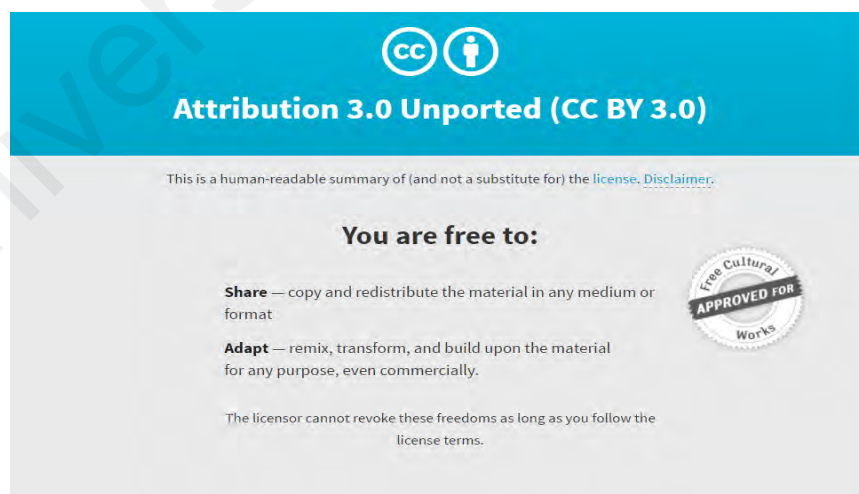 cc
Attribution 3.0 Unported (CC BY 3.0)
This is a human-readable summary of (and not a substitute for) the license. Disclaimer.
You are free to:
Share — copy and redistribute the material in any medium or
format
Adapt — remix, transform, and build upon the material
for any purpose, even commercially.
Free Cultural
APPROVED FOR
Works
The licensor cannot revoke these freedoms as long as you follow the
license terms.